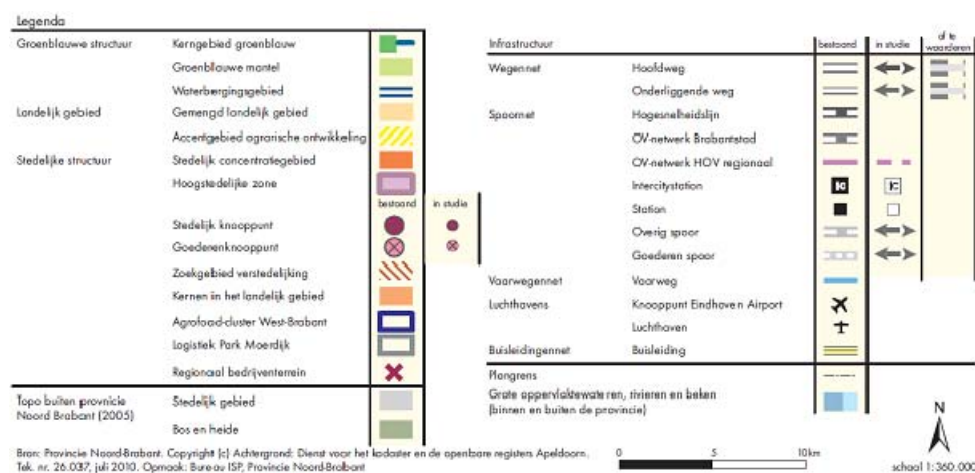 Legenda
Groenblauwe structuur Kerngebied groenblauw
Groenblauwe mantel
Waterbergingsgebied
Landelijk gebied Gemengd landelijk gebied
Accentgebied agrarische ontwikkeling
Stedelijke structuur Stedelijk concentratiegebied
Hoogstedelijke zone
bestaand in studie
Stedelijk knooppunt
Goederenknooppunt
Zoekgebied verstedelijking
Kernen in het landelijk gebied
Agrofood-cluster West-Brabant
Logistiek Park Moerdijk
Regionaal bedrijventerrein
Topo buiten provnicie Stedelijk gebied
Noord Brabant (2005)
Bos en heide
Infrastructuur bestaand in studie of te waarderen
Wegennet Hoofdweg
Onderliggende weg
Spoornet Hogesnelheidslijn
OV-netwerk Brabantstad
OV-netwerk HOV regionaal
Intercitystation IC IC
Station
Overig spoor
Goederen spoor
Vaarwegennet Vaarweg
Luchthavens Knooppunt Eindhoven Airport
Luchthaven
Buisleidingennet Buisleiding
Plangrens
Grote oppervlaktewateren, rivieren en beken
(binnen en buiten de provincie)
Bron: Provincie Noord-Brabant. Copyright (c) Achtergrond: Dienst voor het kadaster en de openbare registers Apeldoorn.
Tek. nr. 26.037, juli 2010. Opmaak: Bureau ISP, Provincie Noord-Brabant
0 5 10km
N
schaal 1:360.000